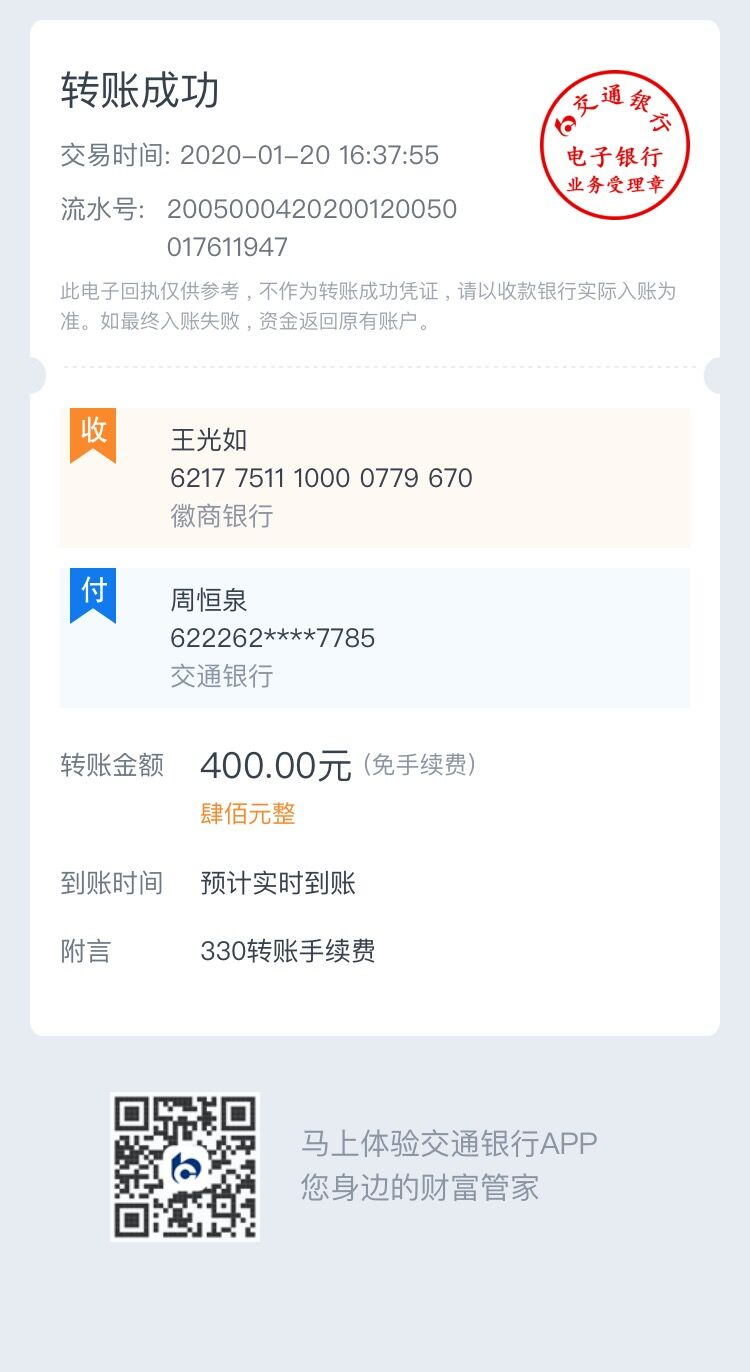 转账成功
交通银行
电子银行
业务受理章
交易时间: 2020-01-20 16:37:55
流水号: 2005000420200120050
017611947
此电子回执仅供参考，不作为转账成功凭证，请以收款银行实际入账为
准。如最终入账失败，资金返回原有账户。
收
王光如
6217 7511 1000 0779 670
徽商银行
付
周恒泉
622262****7785
交通银行
转账金额 400.00元 (免手续费)
肆佰元整
到账时间 预计实时到账
附言 330转账手续费
马上体验交通银行APP
您身边的财富管家